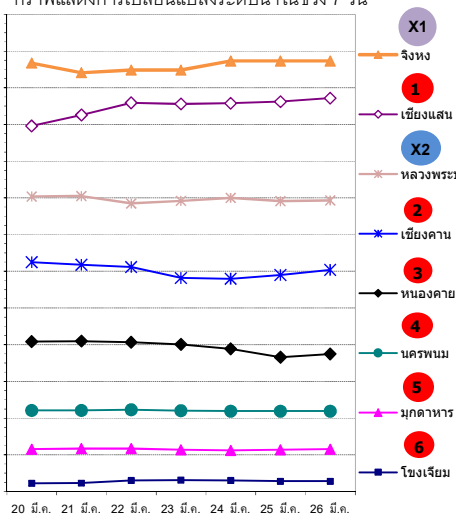 กราฟแสดงการเปลี่ยนแปลงระดับน้ำในช่วง 7 วัน
X1
จิงหง
1
เชียงแสน
X2
หลวงพระบ
2
เชียงคาน
3
หนองคาย
4
นครพนม
5
มุกดาหาร
6
โขงเจียม
20 มี.ค. 21 มี.ค. 22 มี.ค. 23 มี.ค. 24 มี.ค. 25 มี.ค. 26 มี.ค.